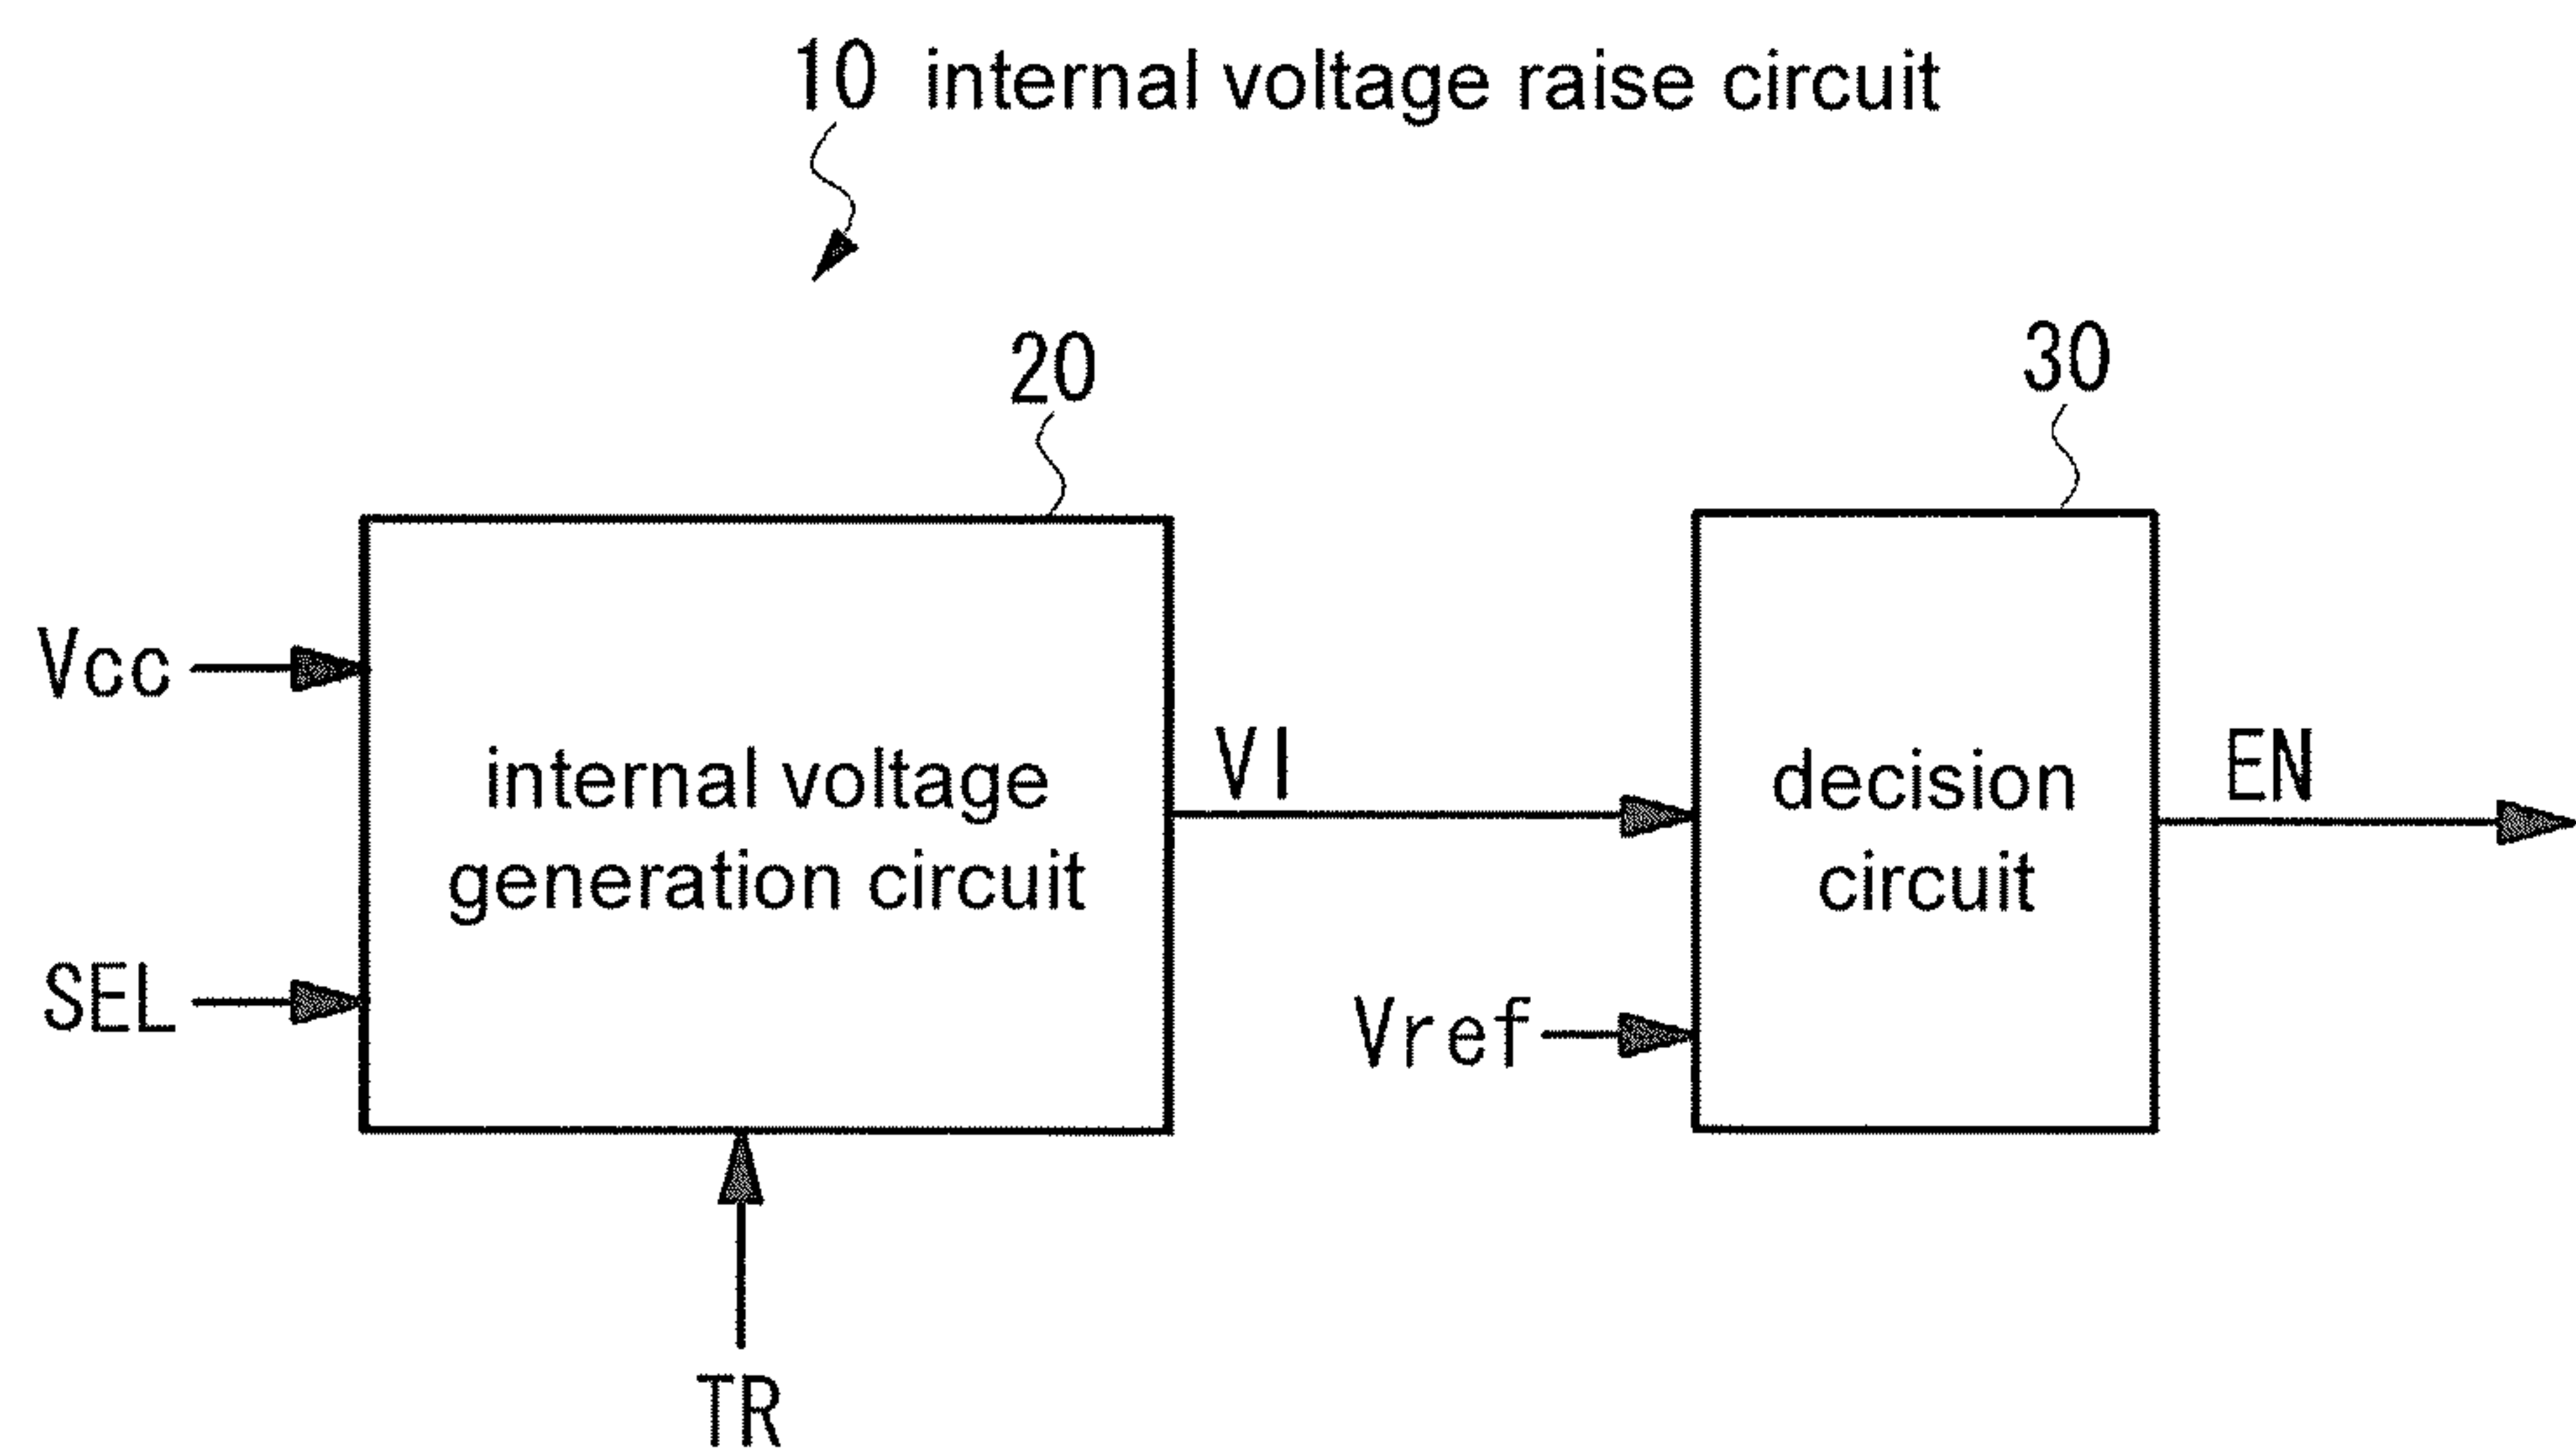 10 internal voltage raise circuit
20
30
Vcc
SEL
internal voltage
generation circuit
VI
Vref
decision
circuit
EN
TR